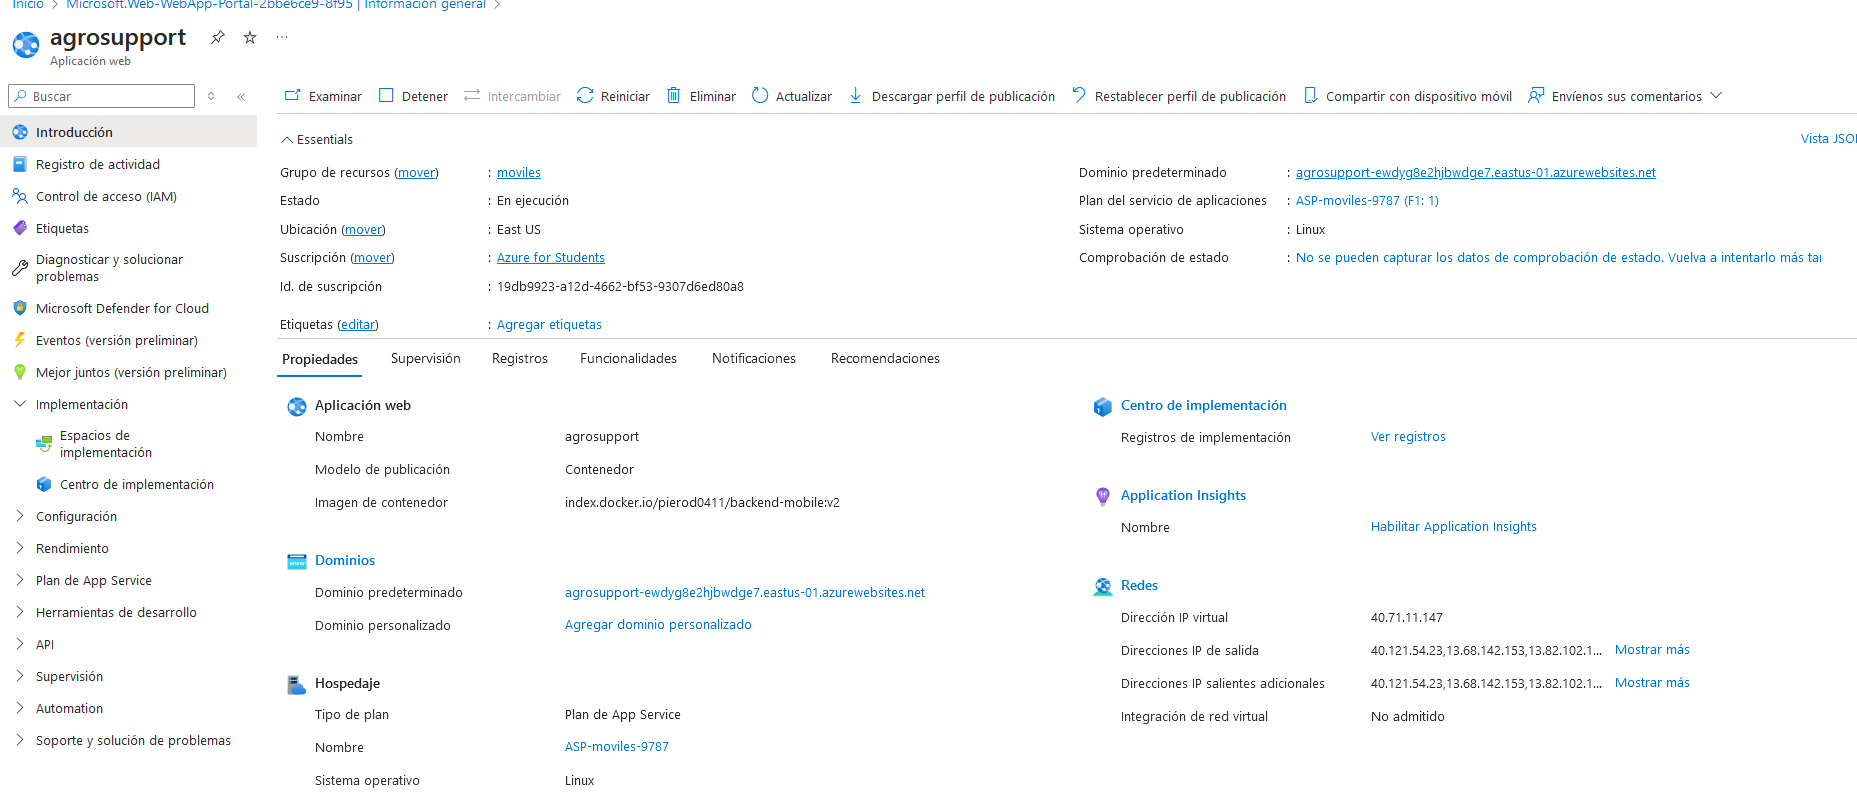 Inicio > Microsoft.Web-WebApp-Portal-2bbe6ce9-8f95 | Información general >
agrosupport
Aplicación web
Buscar
Examinar Detener Intercambiar Reiniciar Eliminar Actualizar Descargar perfil de publicación Restablecer perfil de publicación Compartir con dispositivo móvil Envíenos sus comentarios
Introducción
Registro de actividad
Control de acceso (IAM)
Etiquetas
Diagnosticar y solucionar
problemas
Microsoft Defender for Cloud
Eventos (versión preliminar)
Mejor juntos (versión preliminar)
Implementación
Espacios de
implementación
Centro de implementación
Configuración
Rendimiento
Plan de App Service
Herramientas de desarrollo
API
Supervisión
Automation
Soporte y solución de problemas
Essentials
Vista JSO
Grupo de recursos (mover) : moviles
Estado : En ejecución
Ubicación (mover) : East US
Suscripción (mover) : Azure for Students
Id. de suscripción : 19db9923-a12d-4662-bf53-9307d6ed80a8
Etiquetas (editar) : Agregar etiquetas
Dominio predeterminado : agrosupport-ewdyg8e2hjbwdge7.eastus-01.azurewebsites.net
Plan del servicio de aplicaciones : ASP-moviles-9787 (F1: 1)
Sistema operativo : Linux
Comprobación de estado : No se pueden capturar los datos de comprobación de estado. Vuelva a intentarlo más
Propiedades Supervisión Registros Funcionalidades Notificaciones Recomendaciones
Aplicación web
Nombre agrosupport
Modelo de publicación Contenedor
Imagen de contenedor index.docker.io/pierod0411/backend-mobile:v2
Dominios
Dominio predeterminado agrosupport-ewdyg8e2hjbwdge7.eastus-01.azurewebsites.net
Dominio personalizado Agregar dominio personalizado
Hospedaje
Tipo de plan Plan de App Service
Nombre ASP-moviles-9787
Sistema operativo Linux
Centro de implementación
Registros de implementación Ver registros
Application Insights
Nombre Habilitar Application Insights
Redes
Dirección IP virtual 40.71.11.147
Direcciones IP de salida 40.121.54.23,13.68.142.153,13.82.102.1... Mostrar más
Direcciones IP salientes adicionales 40.121.54.23,13.68.142.153,13.82.102.1... Mostrar más
Integración de red virtual No admitido